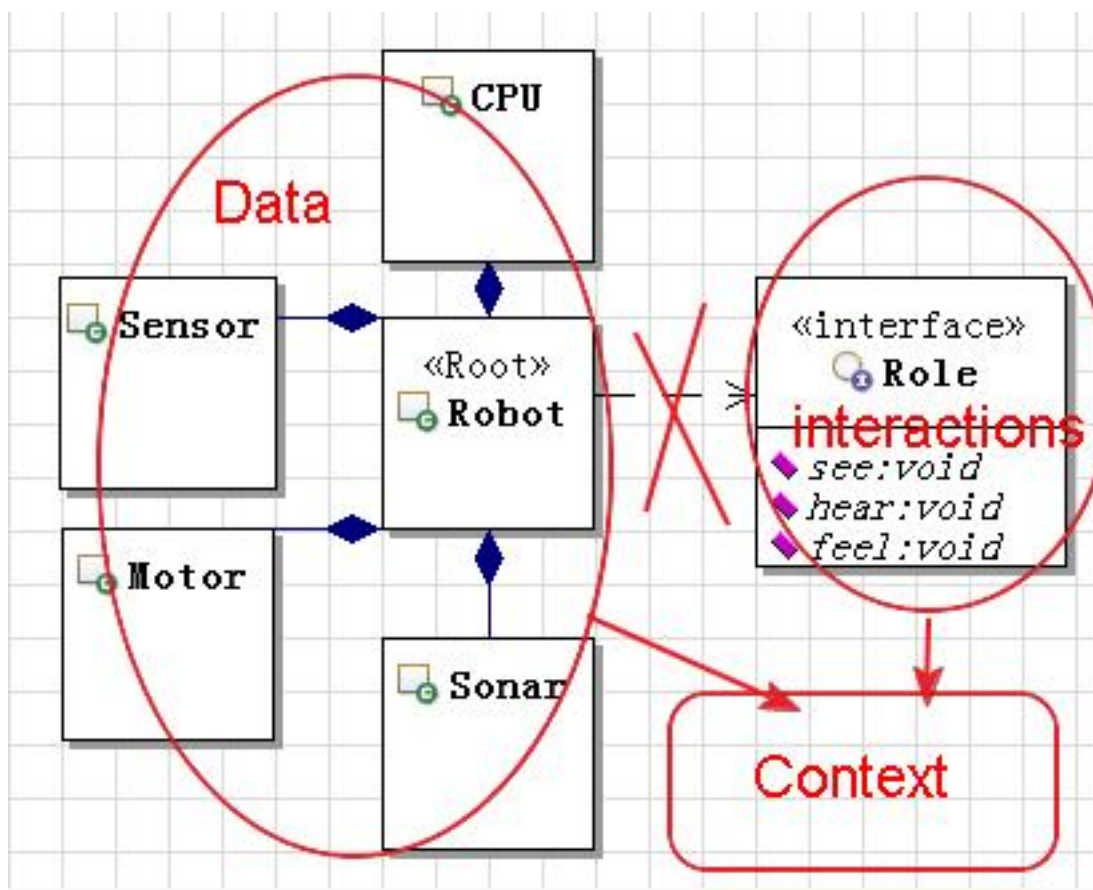 CPU
Data
Sensor
«Root»
Robot
«interface»
Role
interactions
see:void
hear:void
feel:void
Motor
Sonar
Context